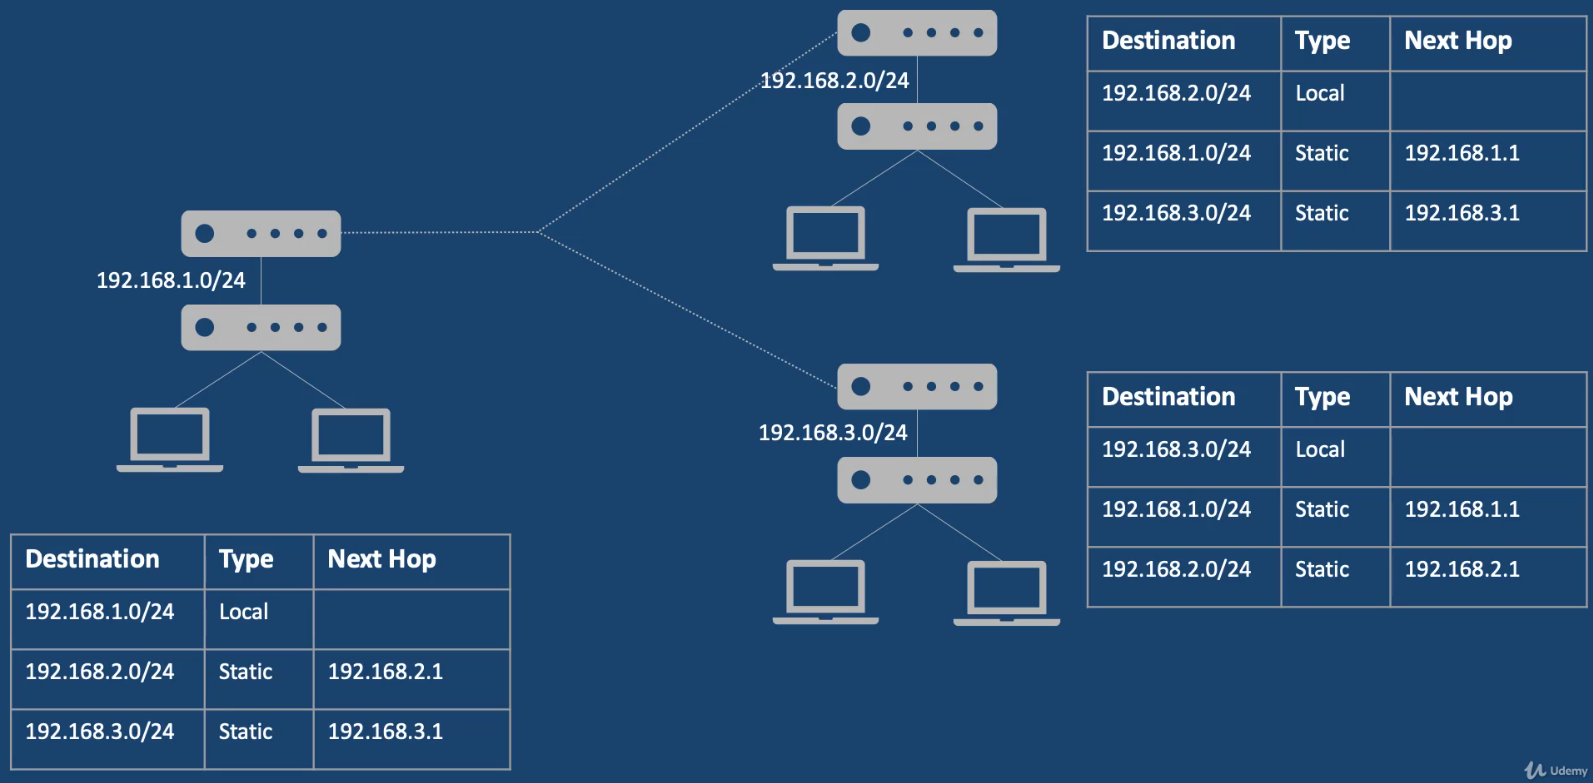 192.168.2.0/24
Destination Type Next Hop
192.168.2.0/24 Local
192.168.1.0/24 Static 192.168.1.1
192.168.3.0/24 Static 192.168.3.1
192.168.1.0/24
192.168.3.0/24
Destination Type Next Hop
192.168.3.0/24 Local
192.168.1.0/24 Static 192.168.1.1
192.168.2.0/24 Static 192.168.2.1
Destination Type Next Hop
192.168.1.0/24 Local
192.168.2.0/24 Static 192.168.2.1
192.168.3.0/24 Static 192.168.3.1
Udemy